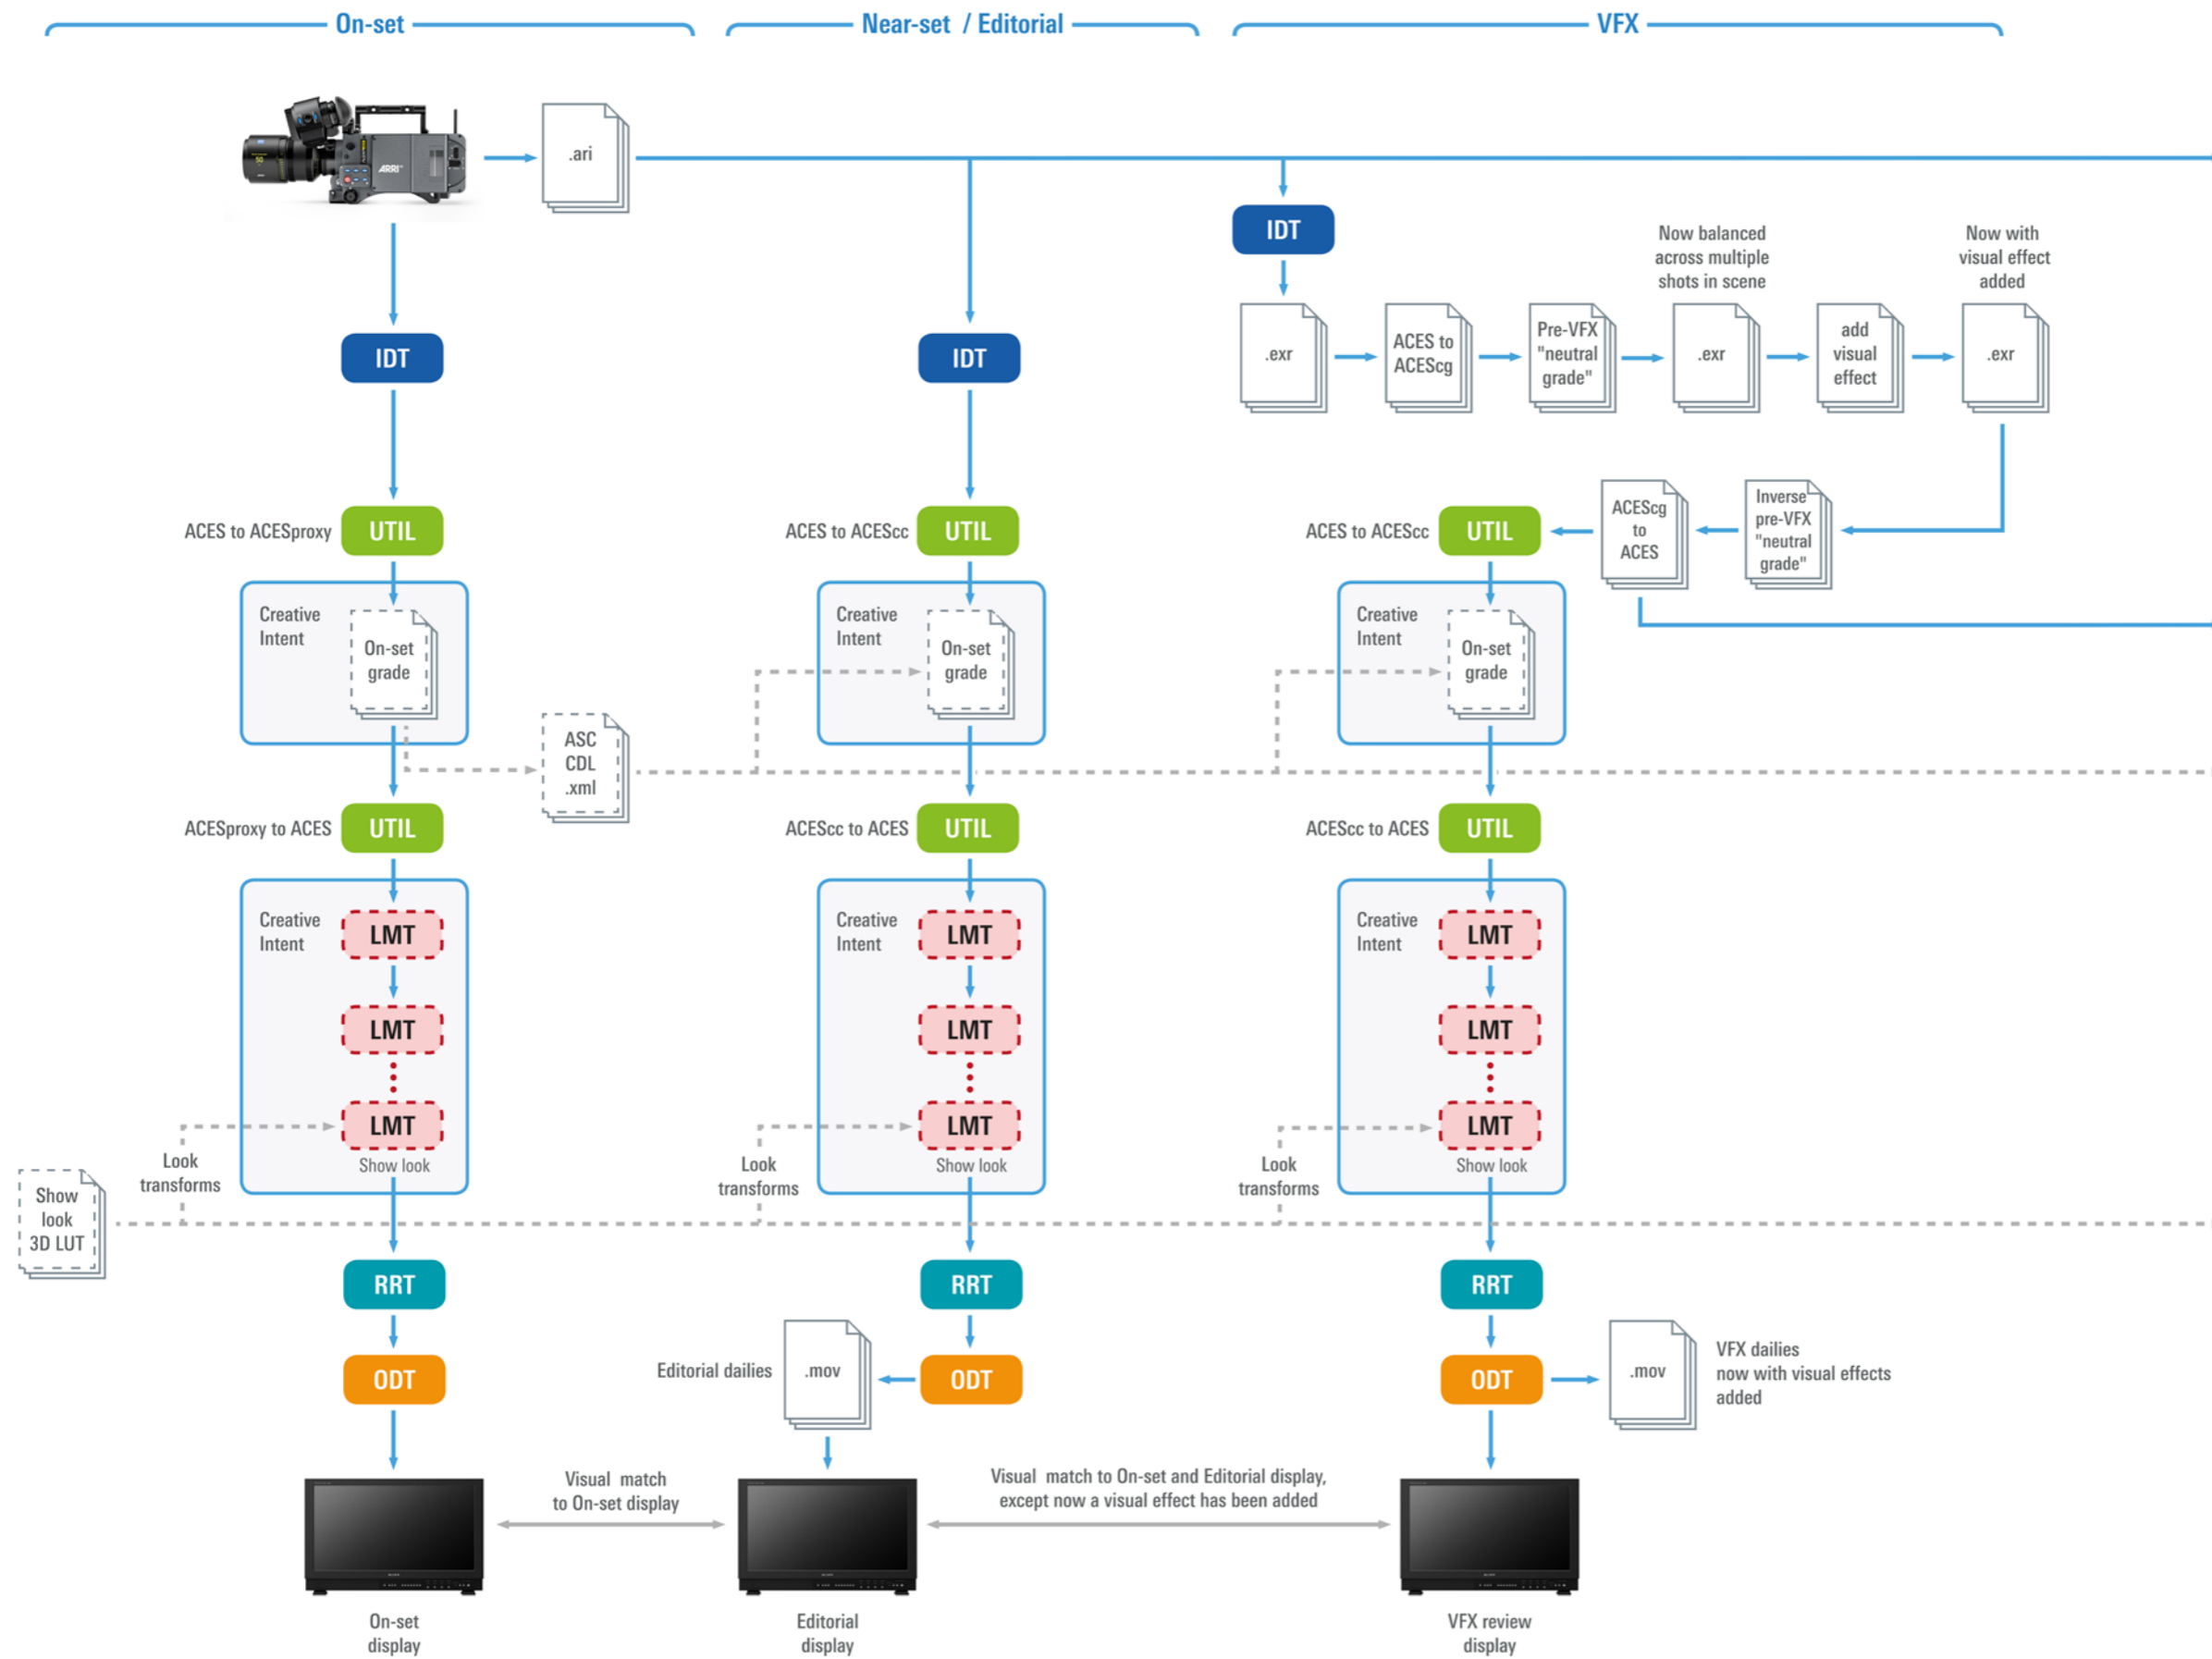 On-set
Near-set / Editorial
VFX
ARRI
50
.ari
IDT
Now balanced
across multiple
shots in scene
Now with
visual effect
added
IDT
IDT
.exr
ACES to
ACEScg
Pre-VFX
"neutral
grade"
.exr
add
visual
effect
.exr
ACES to ACESproxy
UTIL
ACES to ACEScc
UTIL
ACES to ACEScc
UTIL
ACEScg
to
ACES
Inverse
pre-VFX
"neutral
grade"
Creative
Intent
On-set
grade
Creative
Intent
On-set
grade
Creative
Intent
On-set
grade
ASC
CDL
.xml
ACESproxy to ACES
UTIL
ACEScc to ACES
UTIL
ACEScc to ACES
UTIL
Creative
Intent
LMT
LMT
LMT
Show look
Creative
Intent
LMT
LMT
LMT
Show look
Creative
Intent
LMT
LMT
LMT
Show look
Look
transforms
Look
transforms
Look
transforms
Show
look
3D LUT
RRT
RRT
RRT
ODT
Editorial dailies
.mov
ODT
ODT
.mov
VFX dailies
now with visual effects
added
Visual match
to On-set display
Visual match to On-set and Editorial display,
except now a visual effect has been added
On-set
display
Editorial
display
VFX review
display